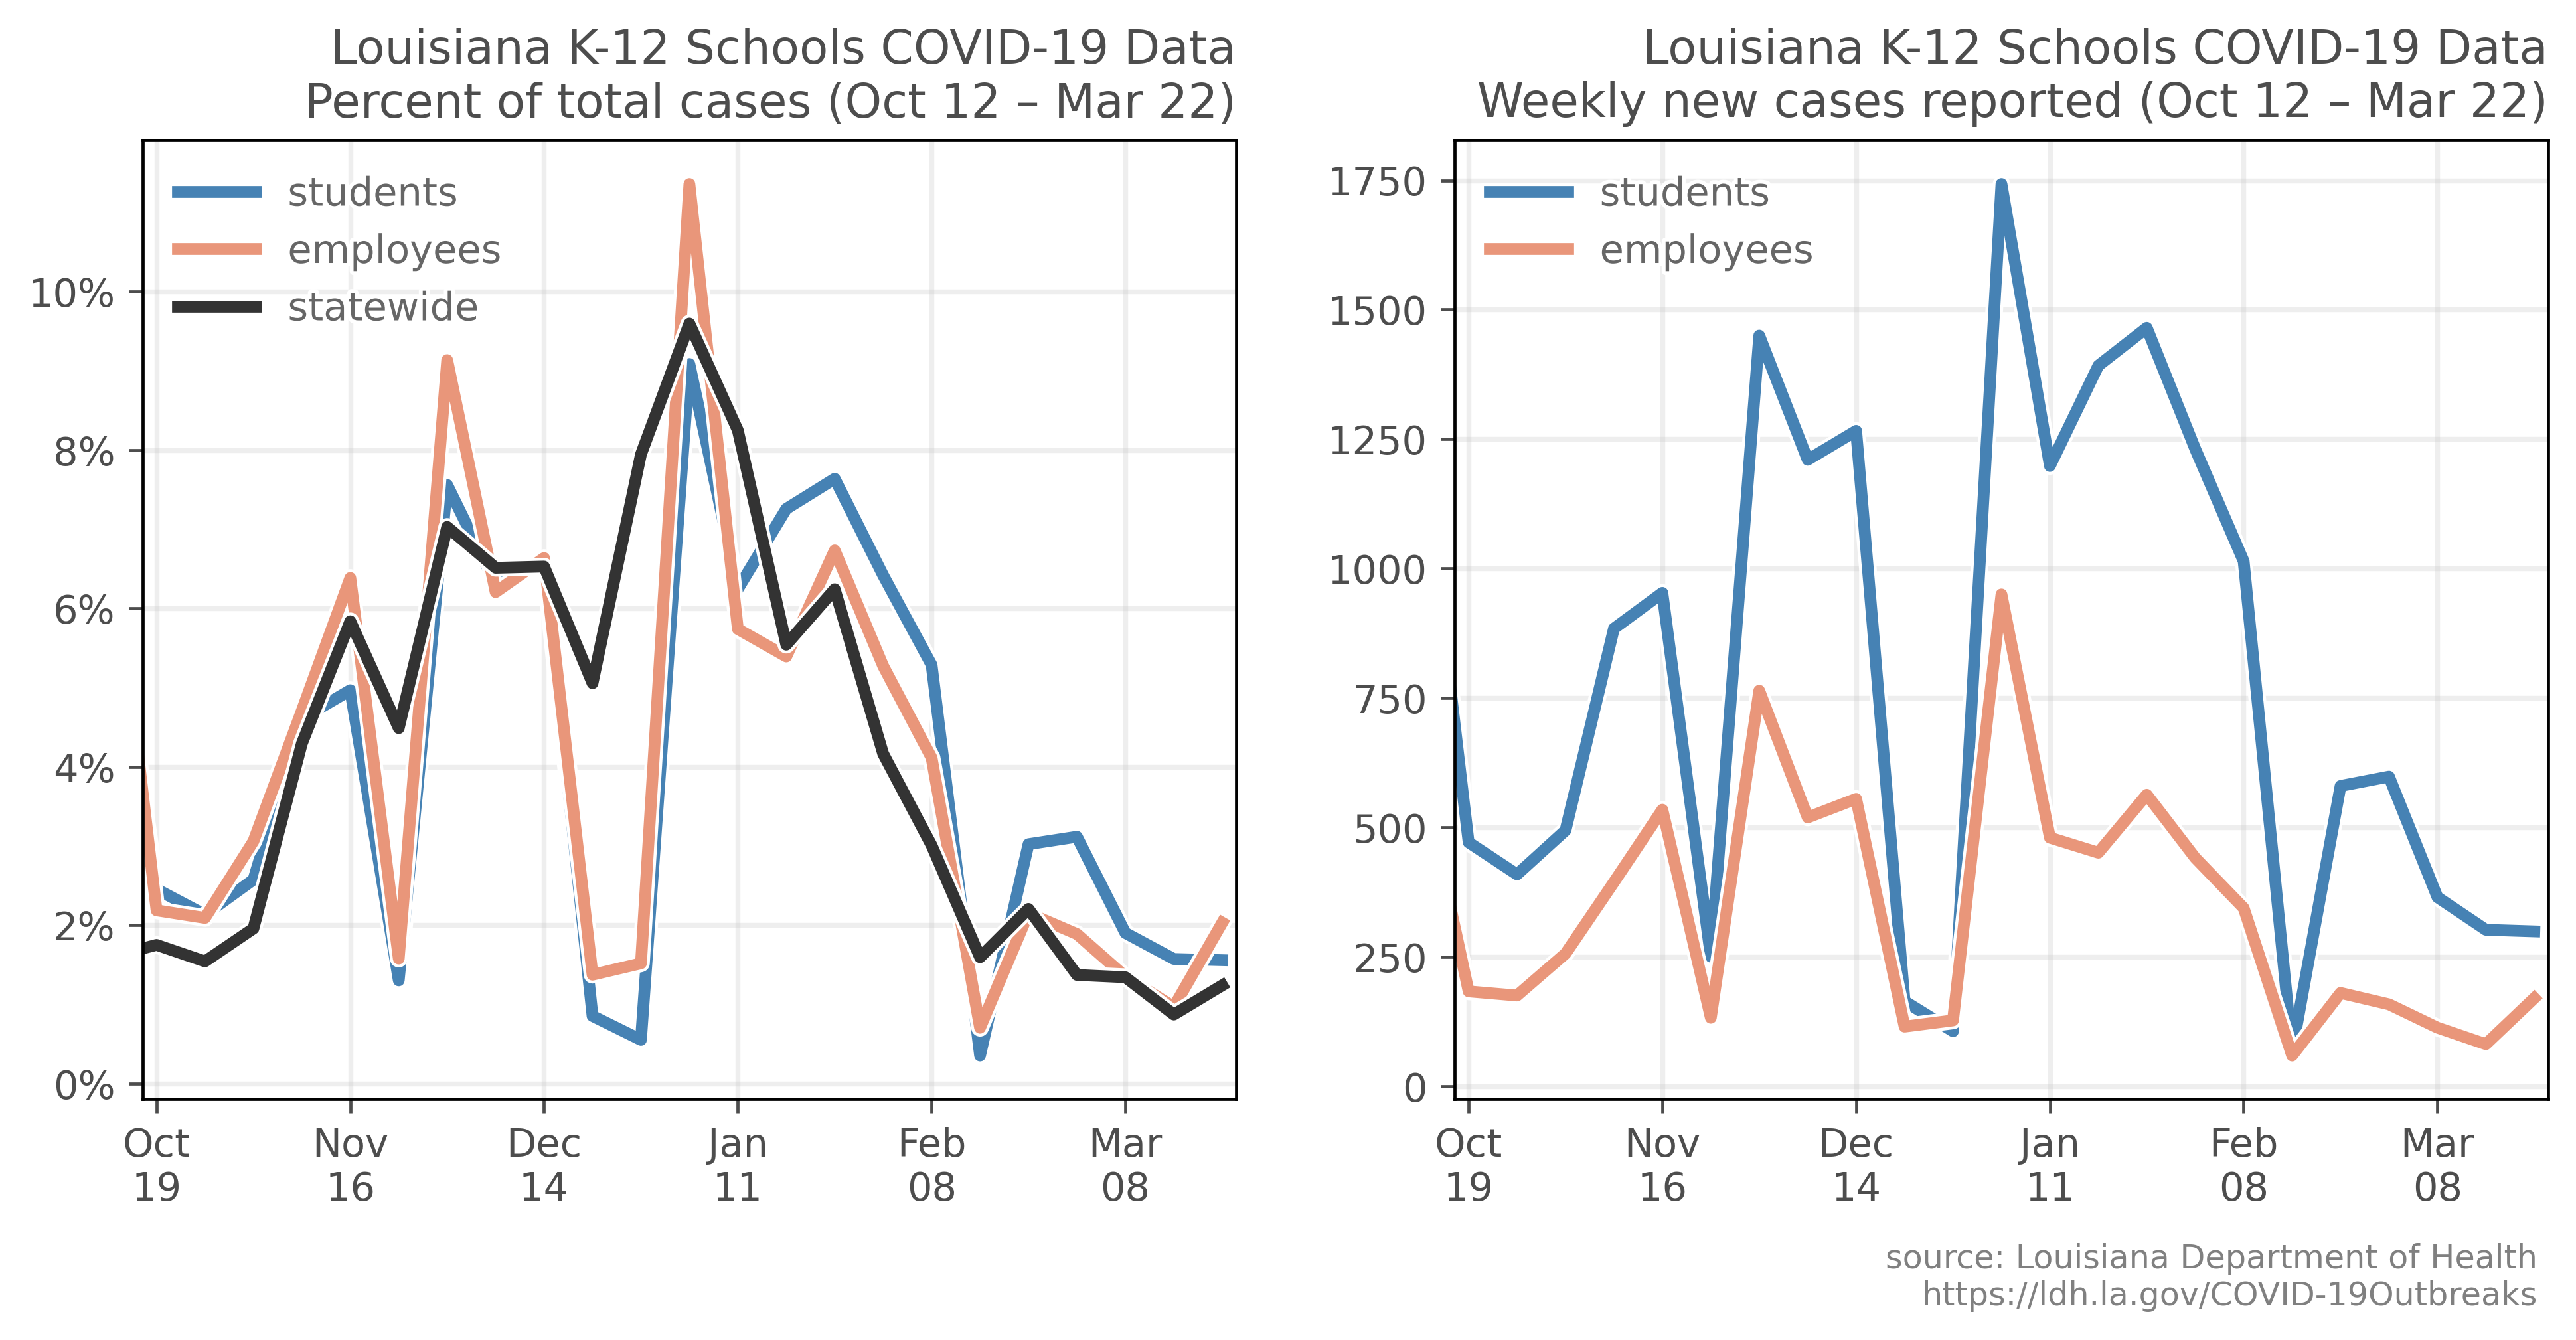 Louisiana K-12 Schools COVID-19 Data
Percent of total cases (Oct 12 – Mar 22)
students
employees
statewide
10%
8%
6%
4%
2%
0%
Oct
19
Nov
16
Dec
14
Jan
11
Feb
08
Mar
08
Louisiana K-12 Schools COVID-19 Data
Weekly new cases reported (Oct 12 – Mar 22)
students
employees
1750
1500
1250
1000
750
500
250
0
Oct
19
Nov
16
Dec
14
Jan
11
Feb
08
Mar
08
source: Louisiana Department of Health
https://ldh.la.gov/COVID-19Outbreaks